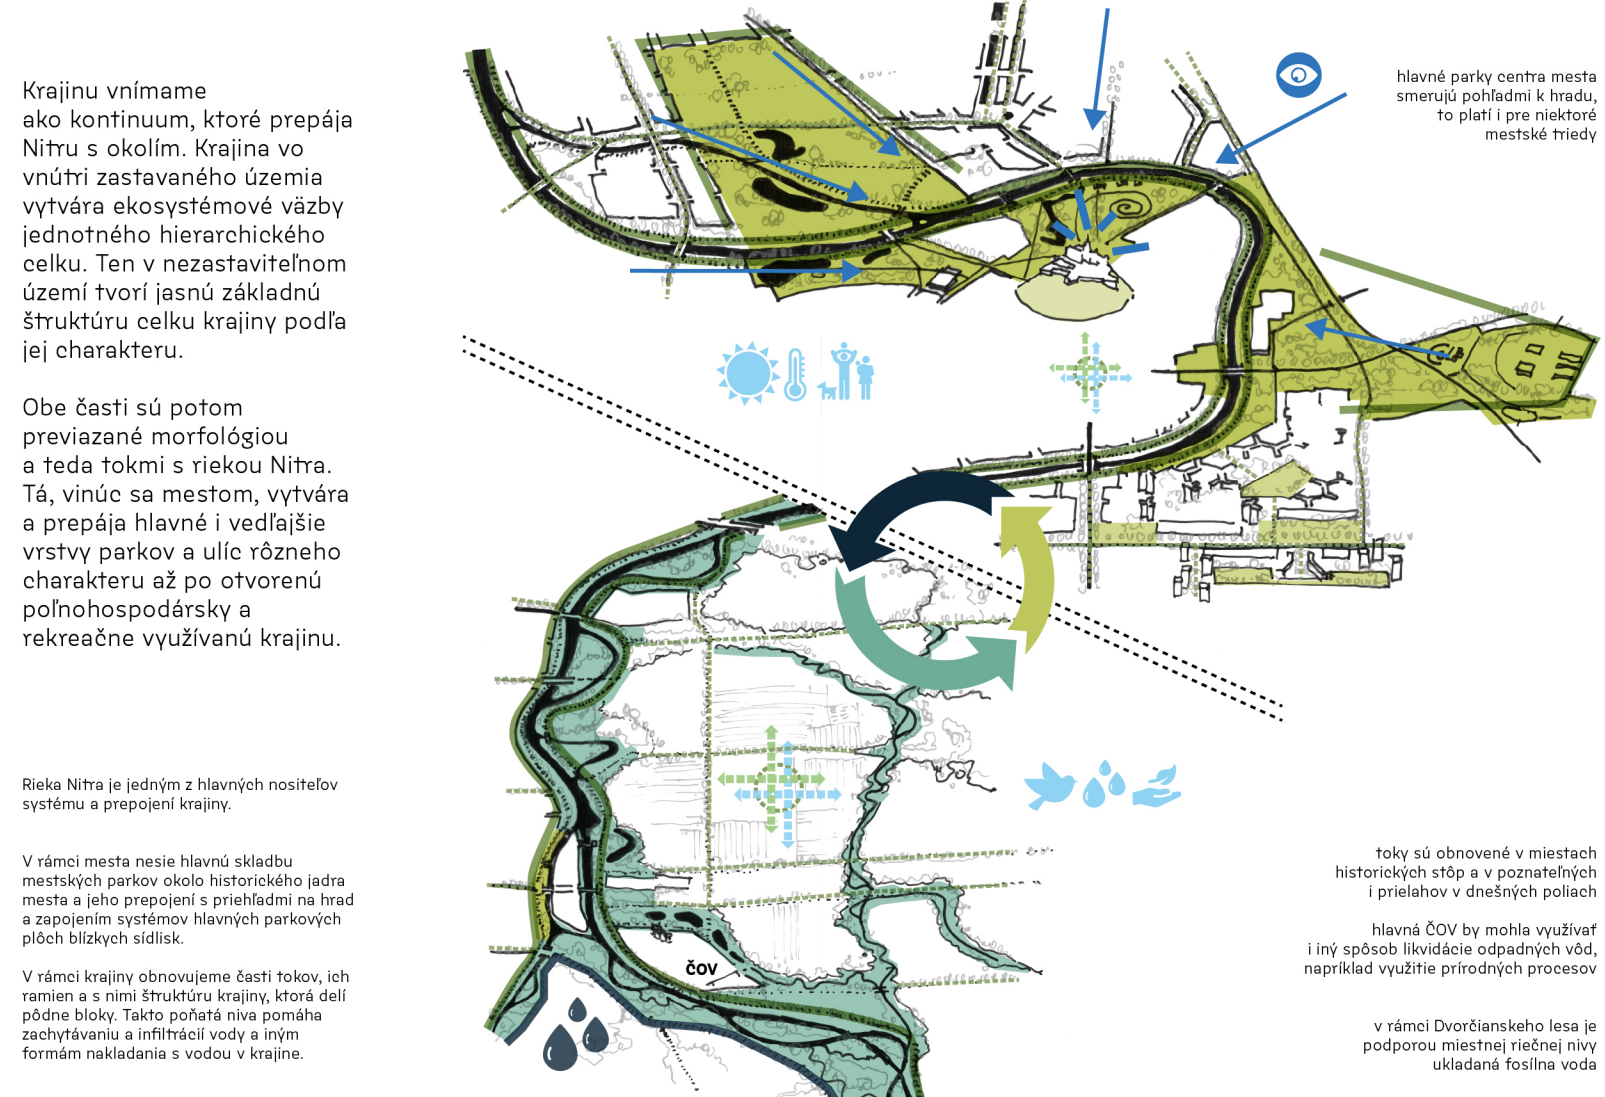 Krajinu vnímame
ako kontinuum, ktoré prepája
Nitru s okolím. Krajina vo
vnútri zastavaného územia
vytvára ekosystémové väzby
jednotného hierarchického
celku. Ten v nezastaviteľnom
území tvorí jasnú základnú
štruktúru celku krajiny podľa
jej charakteru.
Obe časti sú potom
previazané morfológiou
a teda tokmi s riekou Nitra.
Tá, vinúc sa mestom, vytvára
a prepája hlavné i vedľajšie
vrstvy parkov a ulíc rôzneho
charakteru až po otvorenú
poľnohospodársky a
rekreačne využívanú krajinu.
Rieka Nitra je jedným z hlavných nositeľov
systému a prepojení krajiny.
V rámci mesta nesie hlavnú skladbu
mestských parkov okolo historického jadra
mesta a jeho prepojení s priehľadmi na hrad
a zapojením systémov hlavných parkových
plôch blízkych sídlisk.
V rámci krajiny obnovujeme časti tokov, ich
ramien a s nimi štruktúru krajiny, ktorá delí
pôdne bloky. Takto poňatá niva pomáha
zachytávaniu a infiltrácií vody a iným
formám nakladania s vodou v krajine.
hlavné parky centra mesta
smerujú pohľadmi k hradu,
to platí i pre niektoré
mestské triedy
ČOV
toky sú obnovené v miestach
historických stôp a v poznateľných
i prielahov v dnešných poliach
hlavná ČOV by mohla využívať
i iný spôsob likvidácie odpadných vôd,
napríklad využitie prírodných procesov
v rámci Dvorčianskeho lesa je
podporou miestnej riečnej nivy
ukladaná fosílna voda